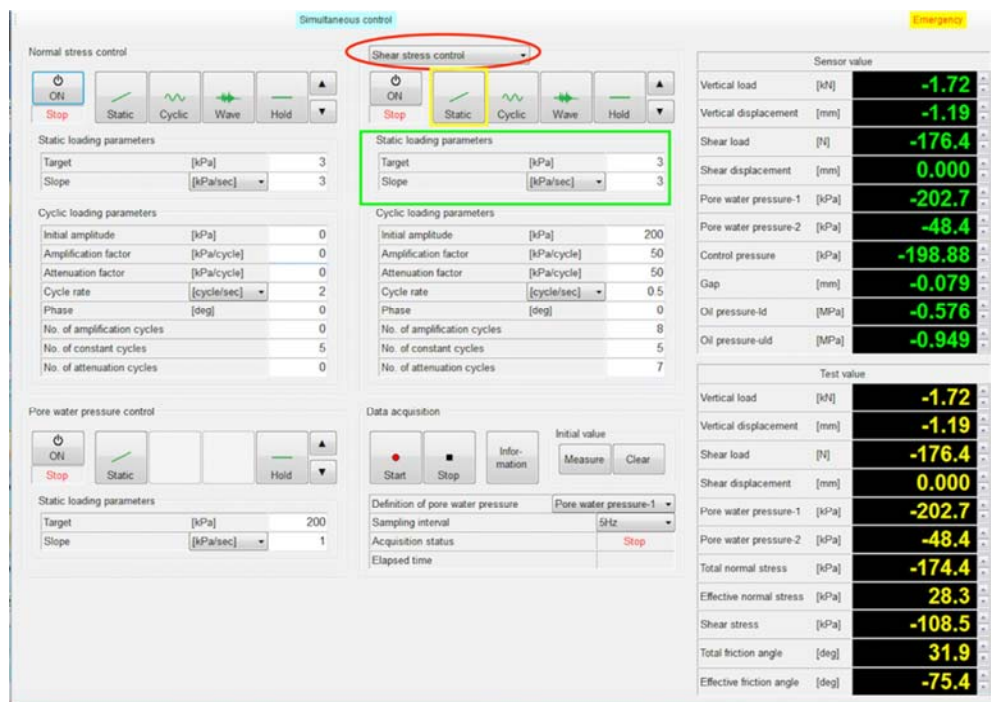 Simultaneous control
Emergency
Normal stress control
ON
Stop
Static
Cyclic
Wave
Hold
Static loading parameters
Target [kPa] 3
Slope [kPa/sec] 3
Cyclic loading parameters
Initial amplitude [kPa] 0
Amplification factor [kPa/cycle] 0
Attenuation factor [kPa/cycle] 0
Cycle rate [cycle/sec] 2
Phase [deg] 0
No. of amplification cycles 0
No. of constant cycles 5
No. of attenuation cycles 0
Shear stress control
ON
Stop
Static
Cyclic
Wave
Hold
Static loading parameters
Target [kPa] 3
Slope [kPa/sec] 3
Cyclic loading parameters
Initial amplitude [kPa] 200
Amplification factor [kPa/cycle] 50
Attenuation factor [kPa/cycle] 50
Cycle rate [cycle/sec] 0.5
Phase [deg] 0
No. of amplification cycles 8
No. of constant cycles 5
No. of attenuation cycles 7
Pore water pressure control
ON
Stop
Static
Hold
Static loading parameters
Target [kPa] 200
Slope [kPa/sec] 1
Data acquisition
Start
Stop
Infor-
mation
Initial value
Measure
Clear
Definition of pore water pressure Pore water pressure-1
Sampling interval 5Hz
Acquisition status Stop
Elapsed time
Sensor value
Vertical load [kN] -1.72
Vertical displacement [mm] -1.19
Shear load [N] -176.4
Shear displacement [mm] 0.000
Pore water pressure-1 [kPa] -202.7
Pore water pressure-2 [kPa] -48.4
Control pressure [kPa] -198.88
Gap [mm] -0.079
Oil pressure-ld [MPa] -0.576
Oil pressure-uld [MPa] -0.949
Test value
Vertical load [kN] -1.72
Vertical displacement [mm] -1.19
Shear load [N] -176.4
Shear displacement [mm] 0.000
Pore water pressure-1 [kPa] -202.7
Pore water pressure-2 [kPa] -48.4
Total normal stress [kPa] -174.4
Effective normal stress [kPa] 28.3
Shear stress [kPa] -108.5
Total friction angle [deg] 31.9
Effective friction angle [deg] -75.4